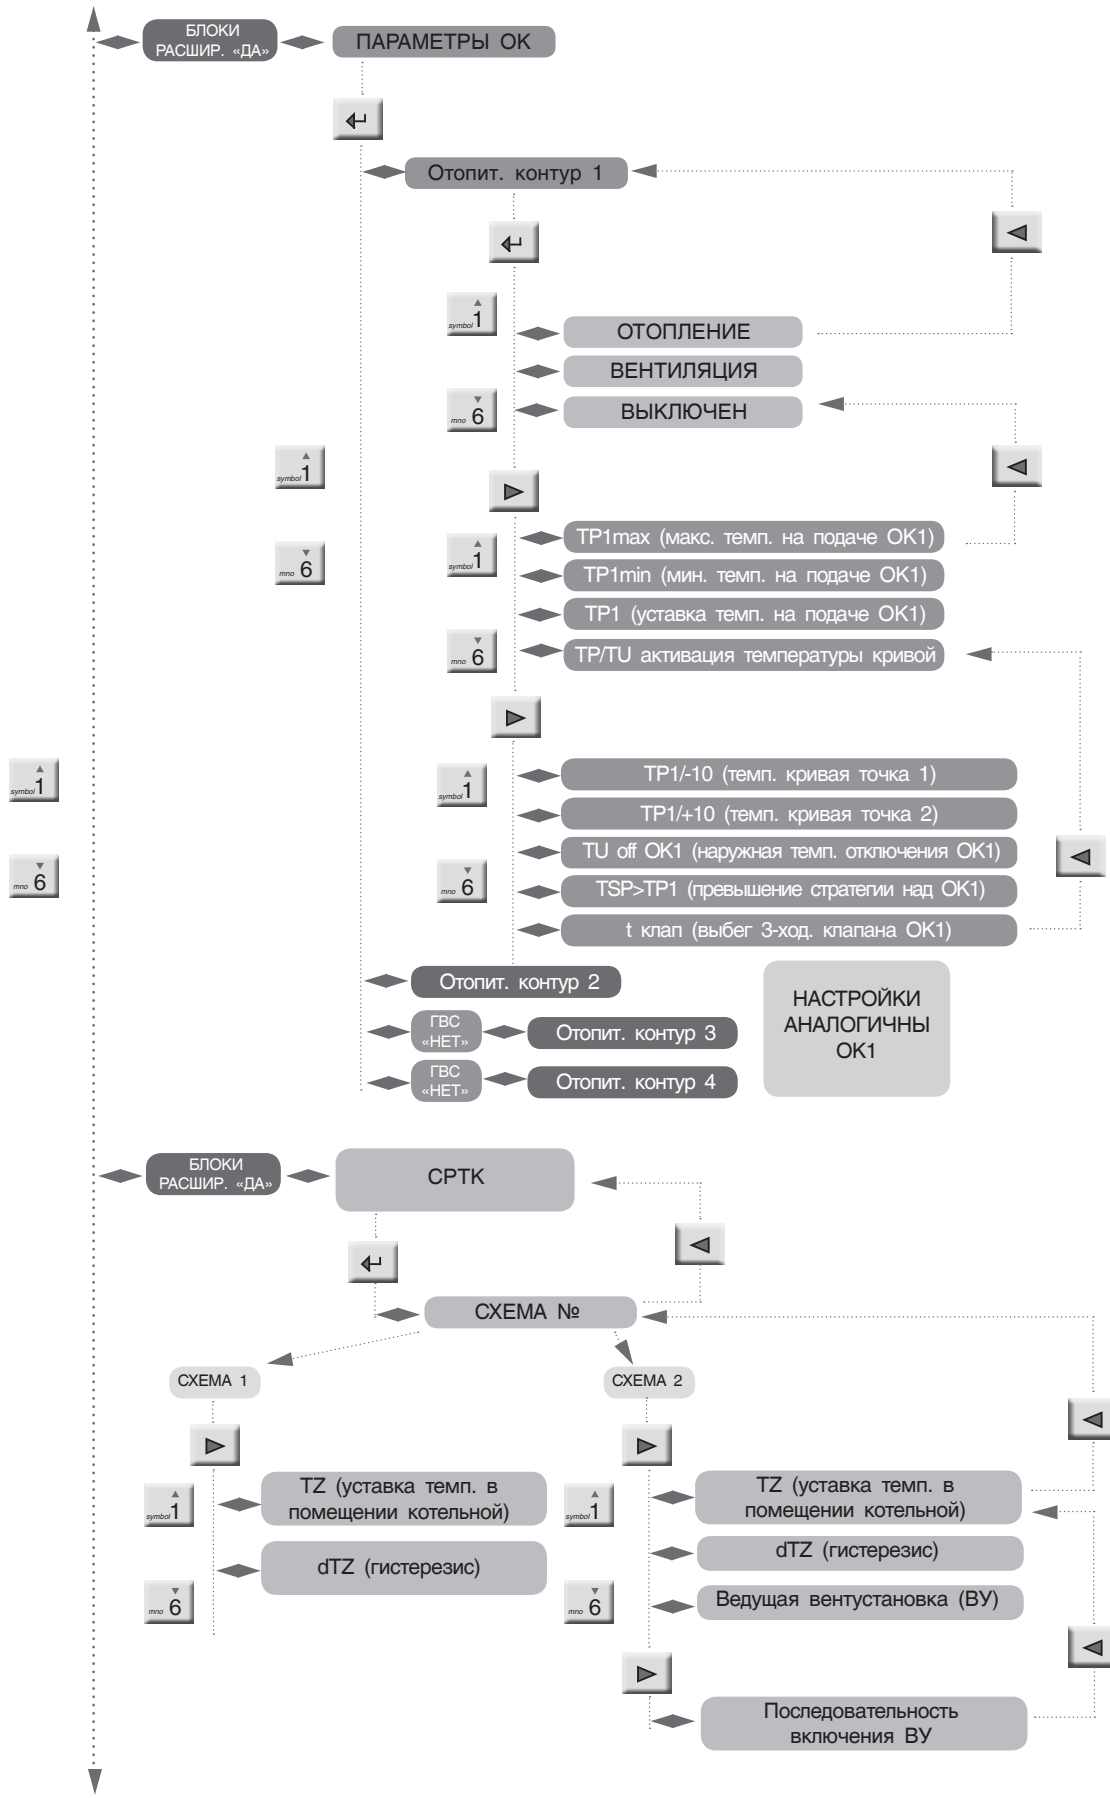 БЛОКИ
РАСШИР. «ДА»
ПАРАМЕТРЫ ОК
Отопит. контур 1
symbol 1
ОТОПЛЕНИЕ
ВЕНТИЛЯЦИЯ
mno 6
ВЫКЛЮЧЕН
symbol 1
mno 6
symbol 1
TP1max (макс. темп. на подаче ОК1)
TP1min (мин. темп. на подаче ОК1)
TP1 (уставка темп. на подаче ОК1)
mno 6
TP/TU активация температуры кривой
symbol 1
mno 6
symbol 1
TP1/-10 (темп. кривая точка 1)
TP1/+10 (темп. кривая точка 2)
TU off ОК1 (наружная темп. отключения ОК1)
mno 6
TSP>TP1 (превышение стратегии над ОК1)
t клап (выбег 3-ход. клапана ОК1)
Отопит. контур 2
ГВС
«НЕТ»
Отопит. контур 3
ГВС
«НЕТ»
Отопит. контур 4
НАСТРОЙКИ
АНАЛОГИЧНЫ
ОК1
БЛОКИ
РАСШИР. «ДА»
СРТК
СХЕМА №
СХЕМА 1
СХЕМА 2
symbol 1
TZ (уставка темп. в
помещении котельной)
dTZ (гистерезис)
mno 6
symbol 1
TZ (уставка темп. в
помещении котельной)
dTZ (гистерезис)
mno 6
Ведущая вентустановка (ВУ)
Последовательность
включения ВУ